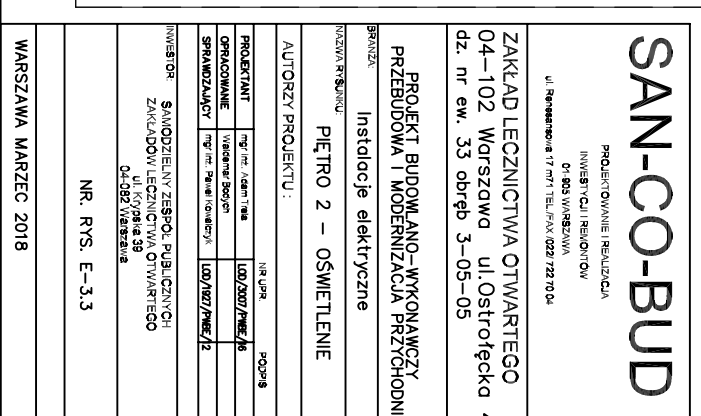 SAN-CO-BUD
PROJEKTOWANIE I REALIZACJA
INWESTYCJI I REMONTÓW
01-905 WARSZAWA
ul. Renesansowa 17 m71 TEL./FAX /022/ 722 70 04
ZAKŁAD LECZNICTWA OTWARTEGO
04-102 Warszawa ul.Ostrołęcka
dz. nr ew. 33 obręb 3-05-05
PROJEKT BUDOWLANO-WYKONAWCZY
PRZEBUDOWA I MODERNIZACJA PRZYCHODNI
BRANŻA:
Instalacje elektryczne
NAZWA RYSUNKU:
PIĘTRO 2 - OŚWIETLENIE
AUTORZY PROJEKTU: NR UPR. PODPIS
PROJEKTANT mgr inż. Adam Trela LOD/3007/PWBE/16
OPRACOWANIE Waldemar
SPRAWDZAJĄCY mgr inż. Paweł Kowalczyk LOD/1927/PWBE/12
INWESTOR: SAMODZIELNY ZESPÓŁ PUBLICZNYCH
ZAKŁADÓW LECZNICTWA OTWARTEGO
ul. Krypska 39
04-082 Warszawa
NR. RYS. E-3.3
WARSZAWA MARZEC 2018